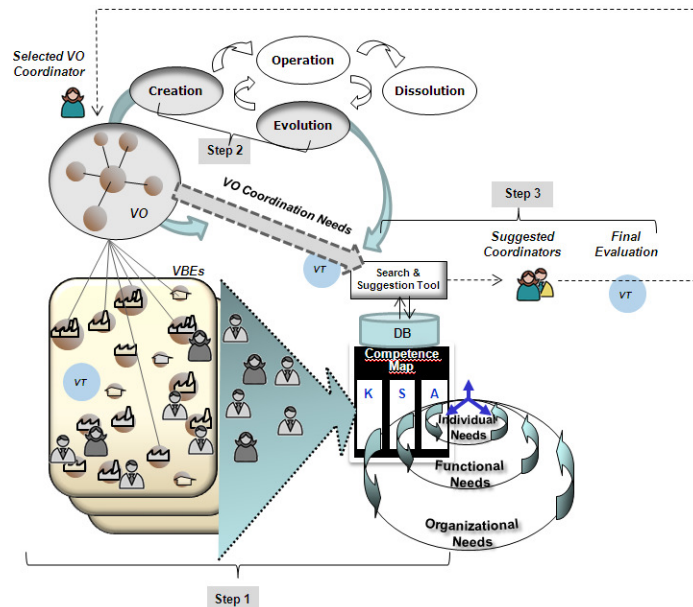 Selected VO
Coordinator
Operation
Creation
Dissolution
Evolution
Step 2
VO
VO Coordination Needs
Step 3
VBEs
VT
Search &
Suggestion Tool
Suggested
Coordinators
Final
Evaluation
VT
DB
Competence
Map
K S A
VT
Individual
Needs
Functional
Needs
Organizational
Needs
Step 1